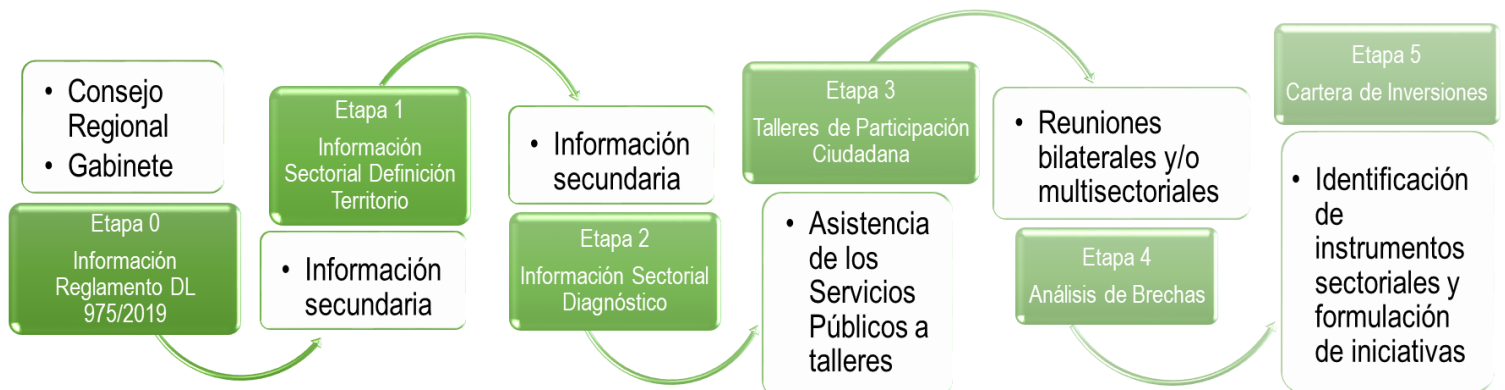 • Consejo
Regional
• Gabinete
Etapa 0
Información
Reglamento DL
975/2019
Etapa 1
Información
Sectorial Definición
Territorio
• Información
secundaria
• Información
secundaria
Etapa 2
Información Sectorial
Diagnóstico
Etapa 3
Talleres de Participación
Ciudadana
• Asistencia
de los
Servicios
Públicos a
talleres
• Reuniones
bilaterales y/o
multisectoriales
Etapa 4
Análisis de Brechas
Etapa 5
Cartera de Inversiones
• Identificación
de
instrumentos
sectoriales y
formulación
de iniciativas